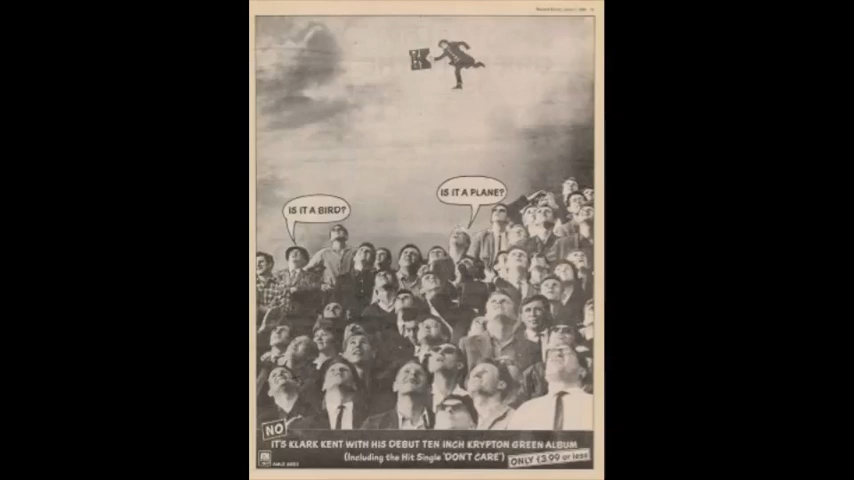 IS IT A PLANE?
IS IT A BIRD?
NO
IT'S KLARK KENT WITH HIS DEBUT TEN INCH KRYPTON GREEN ALBUM
(Including the Hit Single 'DON'T CARE')
ONLY £3.99 or less